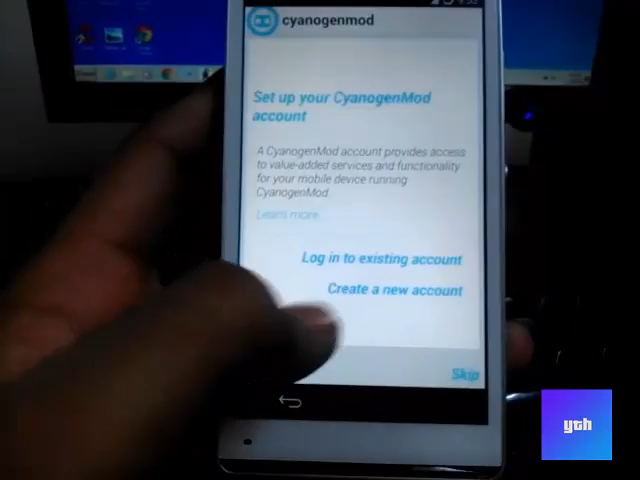 cyanogenmod
Set up your CyanogenMod
account
A CyanogenMod account provides access
to value-added services and functionality
for your mobile device running
CyanogenMod.
Learn more
Log in to existing account
Create a new account
Skip
yth